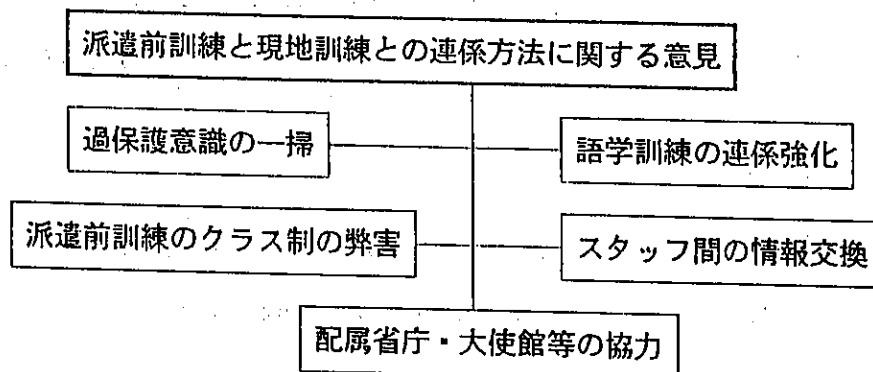 派遣前訓練と現地訓練との連係方法に関する意見
過保護意識の一掃
語学訓練の連係強化
派遣前訓練のクラス制の弊害
スタッフ間の情報交換
配属省庁・大使館等の協力